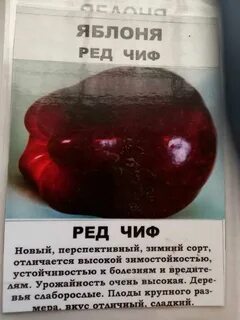 ЯБЛОНЯ
ЯБЛОНЯ
РЕД ЧИФ
РЕД ЧИФ
Новый, перспективный, зимний сорт,
отличается высокой зимостойкостью,
устойчивостью к болезням и вредите-
лям. Урожайность очень высокая. Дере-
вья слаборослые. Плоды крупного раз-
мера, вкус отличный, сладкий.